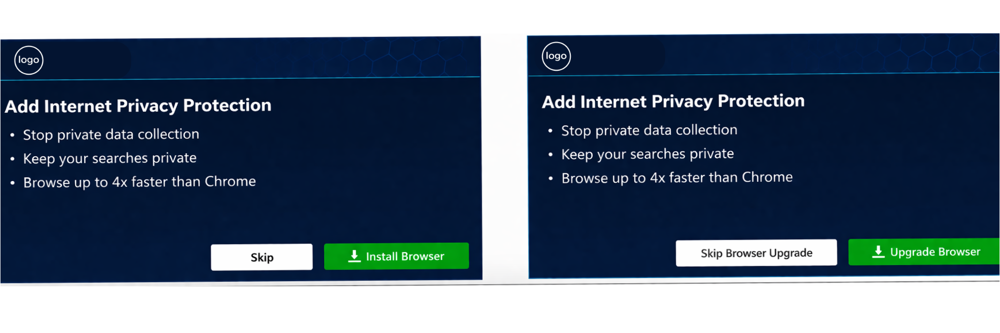 logo
Add Internet Privacy Protection
• Stop private data collection
• Keep your searches private
• Browse up to 4x faster than Chrome
Skip
Install Browser
logo
Add Internet Privacy Protection
• Stop private data collection
• Keep your searches private
• Browse up to 4x faster than Chrome
Skip Browser Upgrade
Upgrade Browser